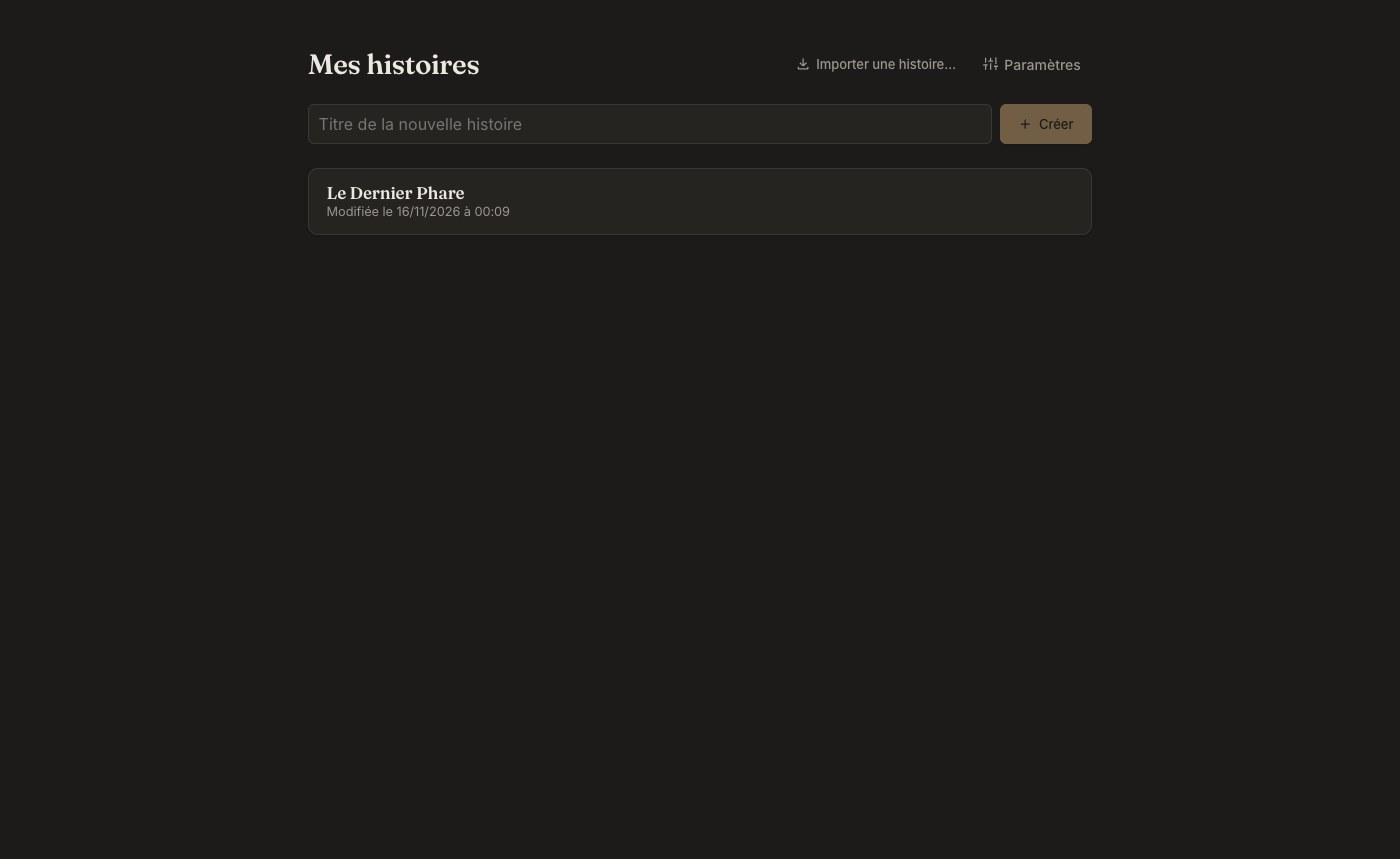 Mes histoires
Importer une histoire...
Paramètres
Titre de la nouvelle histoire
Créer
Le Dernier Phare
Modifiée le 16/11/2026 à 00:09